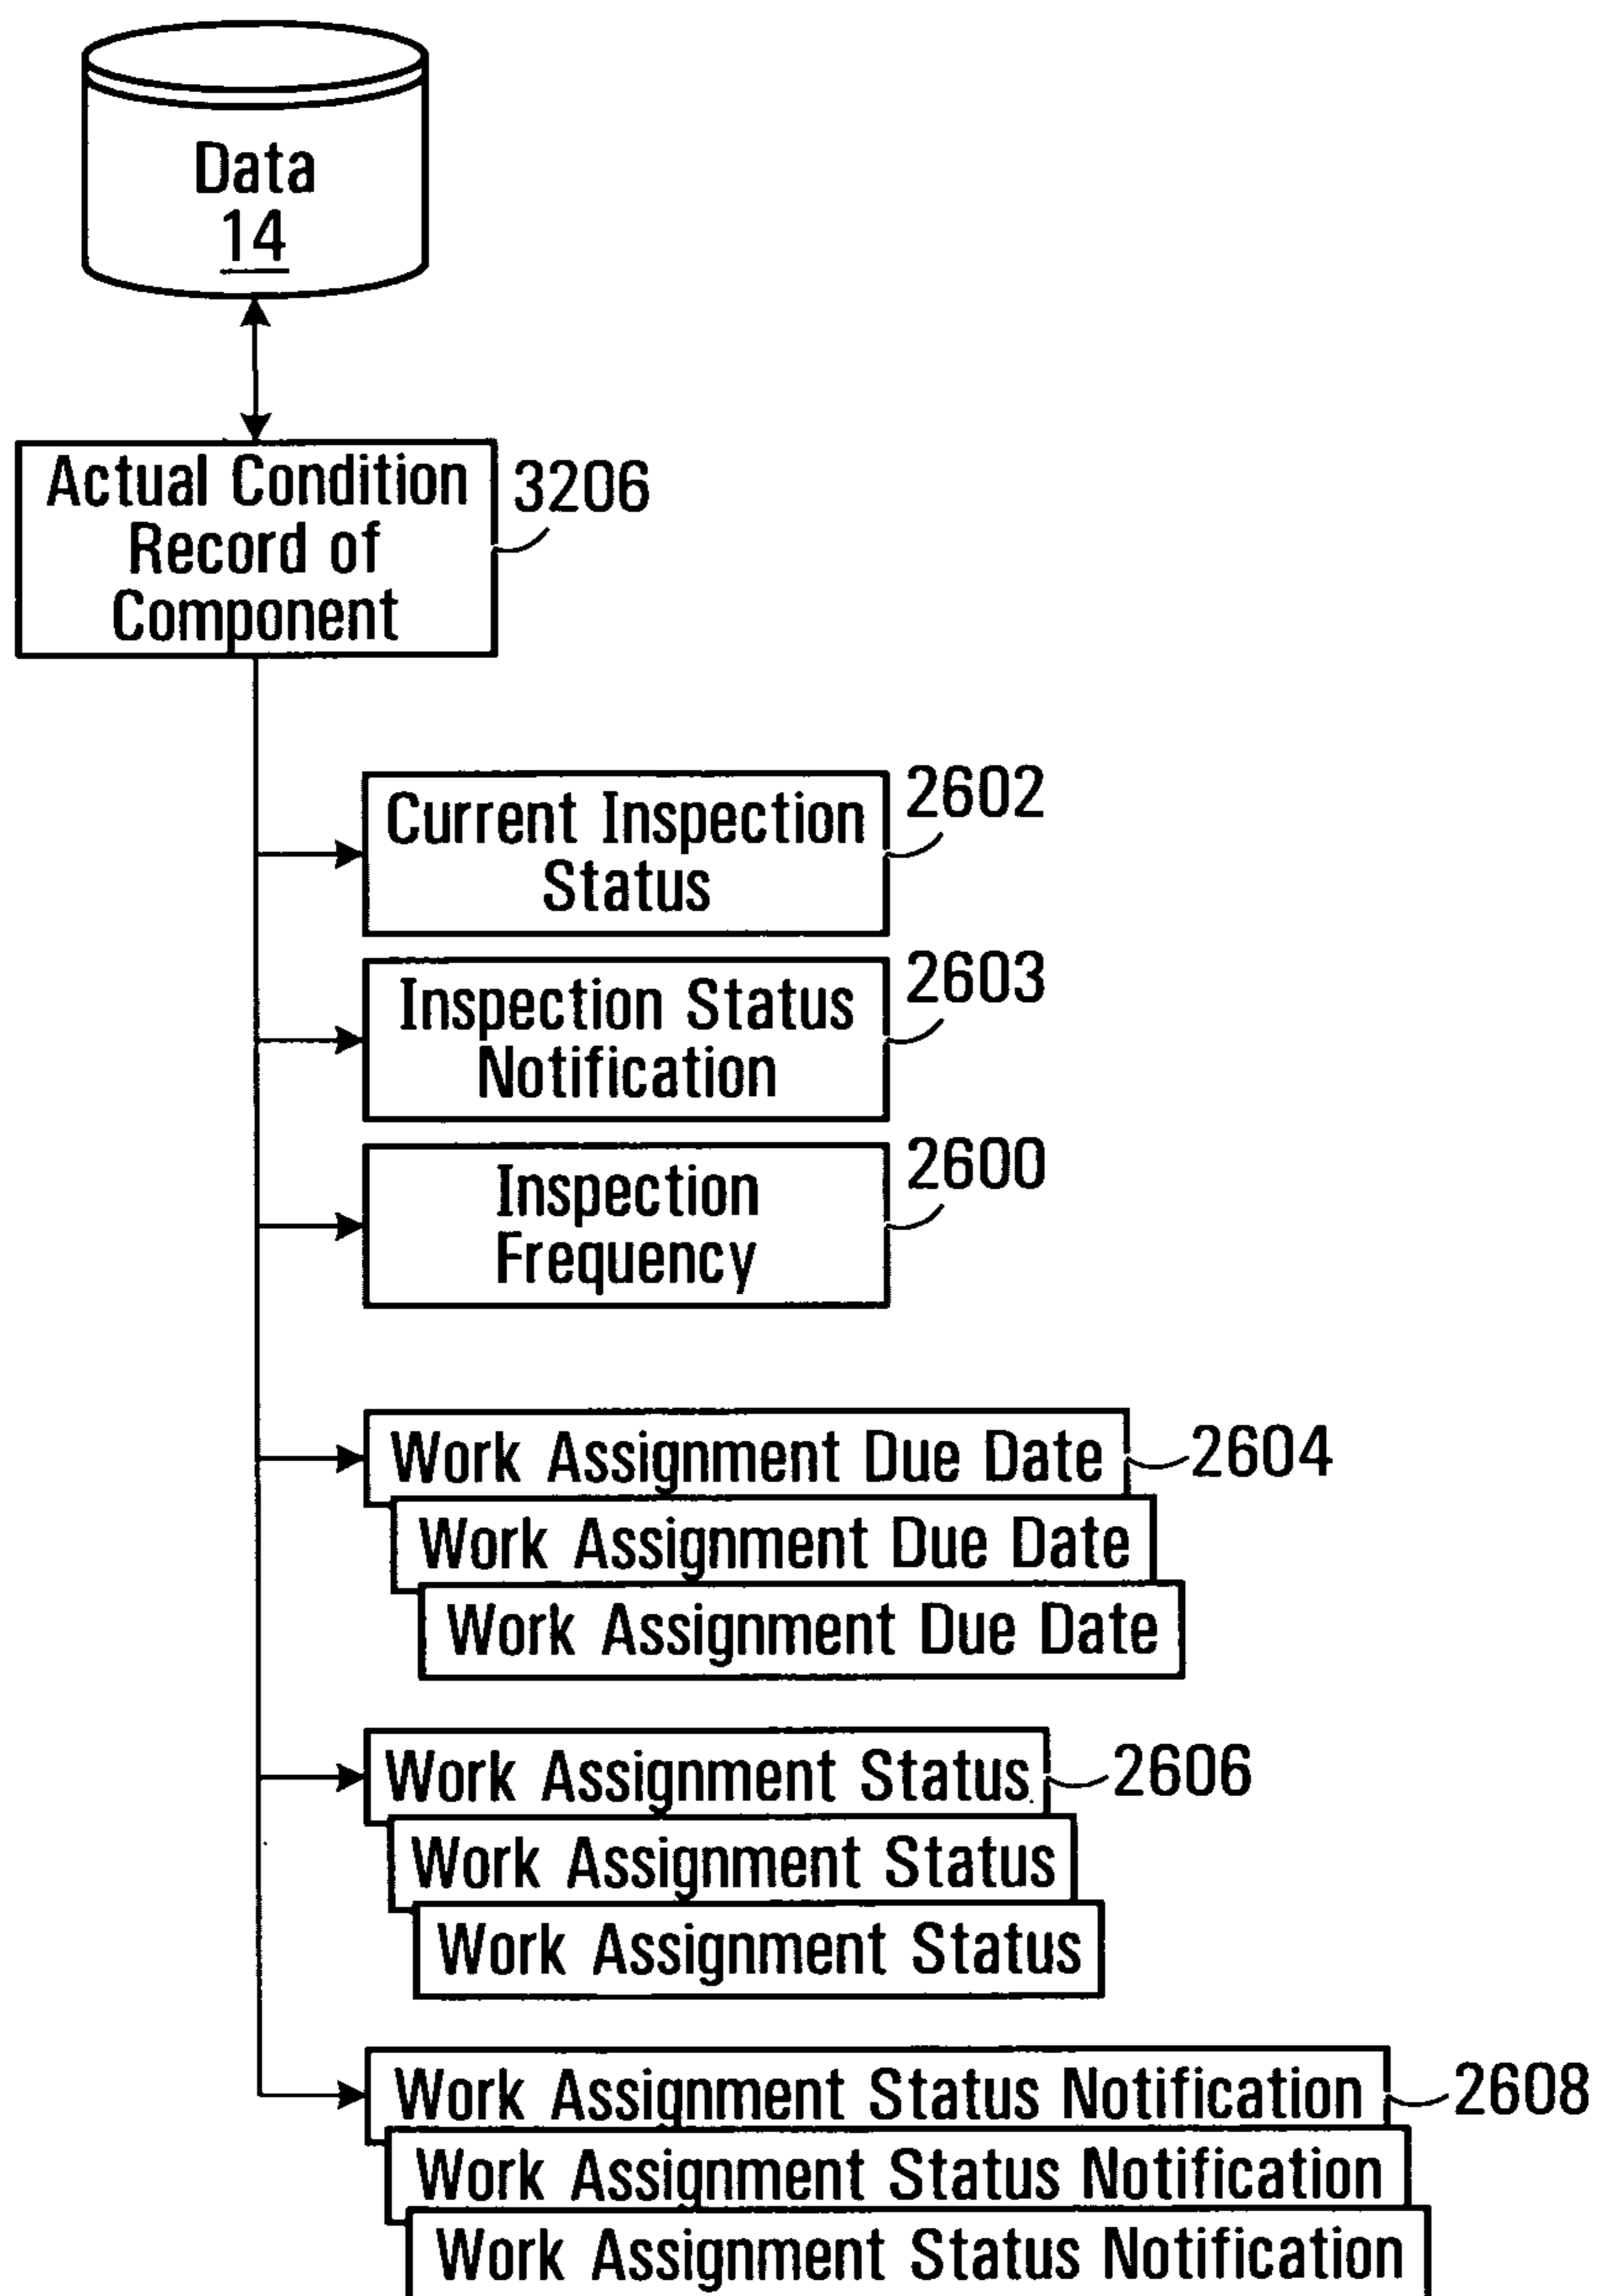 Data
14
Actual Condition
Record of
Component
3206
Current Inspection
Status
2602
Inspection Status
Notification
2603
Inspection
Frequency
2600
Work Assignment Due Date
2604
Work Assignment Due Date
Work Assignment Due Date
Work Assignment Status
2606
Work Assignment Status
Work Assignment Status
Work Assignment Status Notification
2608
Work Assignment Status Notification
Work Assignment Status Notification